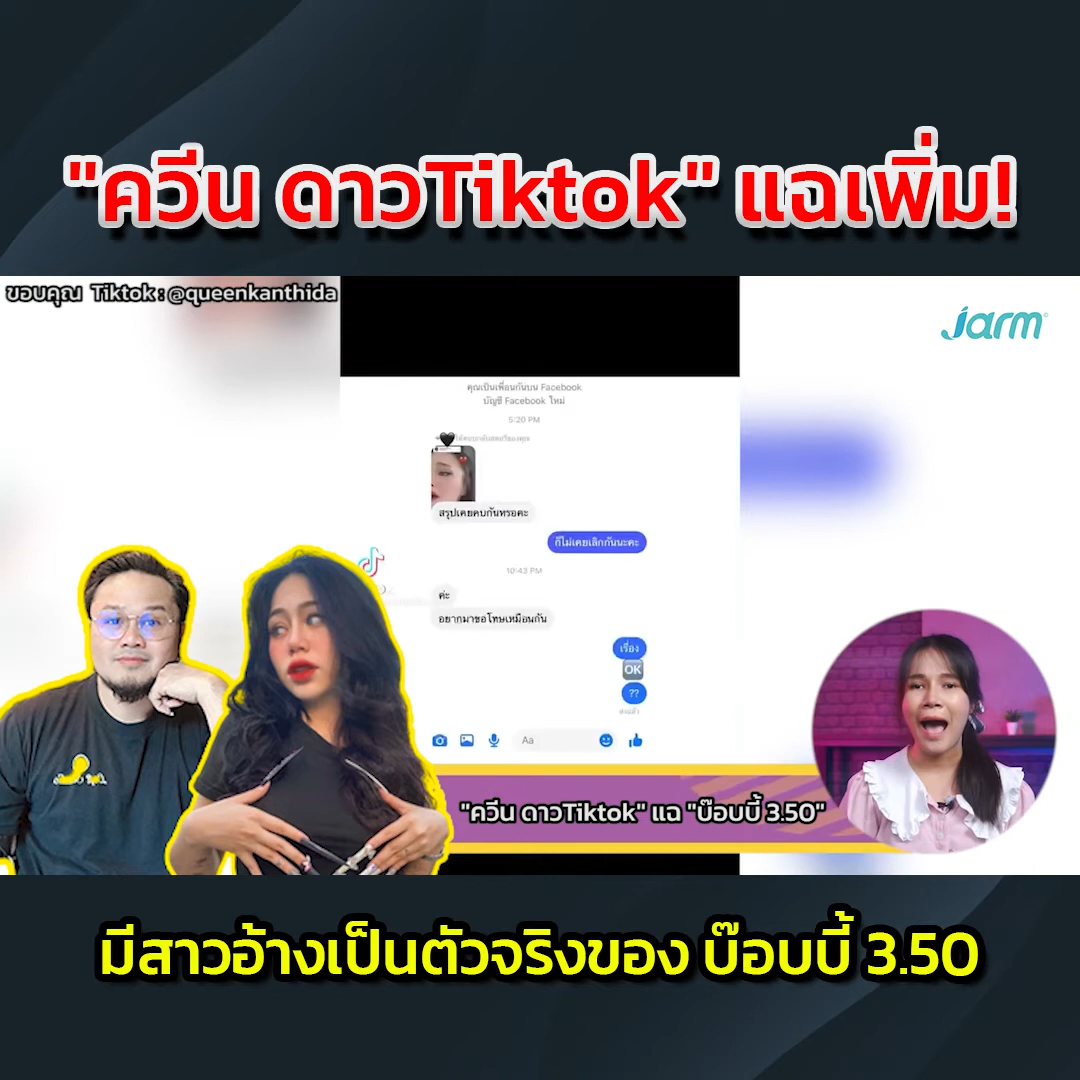 "ควีน ดาวTiktok" แฉเพิ่ม!
ขอบคุณ Tiktok : @queenkanthida
jarm
คุณเป็นเพื่อนกันบน Facebook
บัญชี Facebook ใหม่
5:20 PM
สรุปเคยคบกันหรอคะ
ก็ไม่เคยเลิกกันนะคะ
10:43 PM
ค่ะ
อยากมาขอโทษเหมือนกัน
เรื่อง
OK
??
ส่งแล้ว
Aa
"ควีน ดาวTiktok" แฉ "บ๊อบบี้ 3.50"
มีสาวอ้างเป็นตัวจริงของ บ๊อบบี้ 3.50